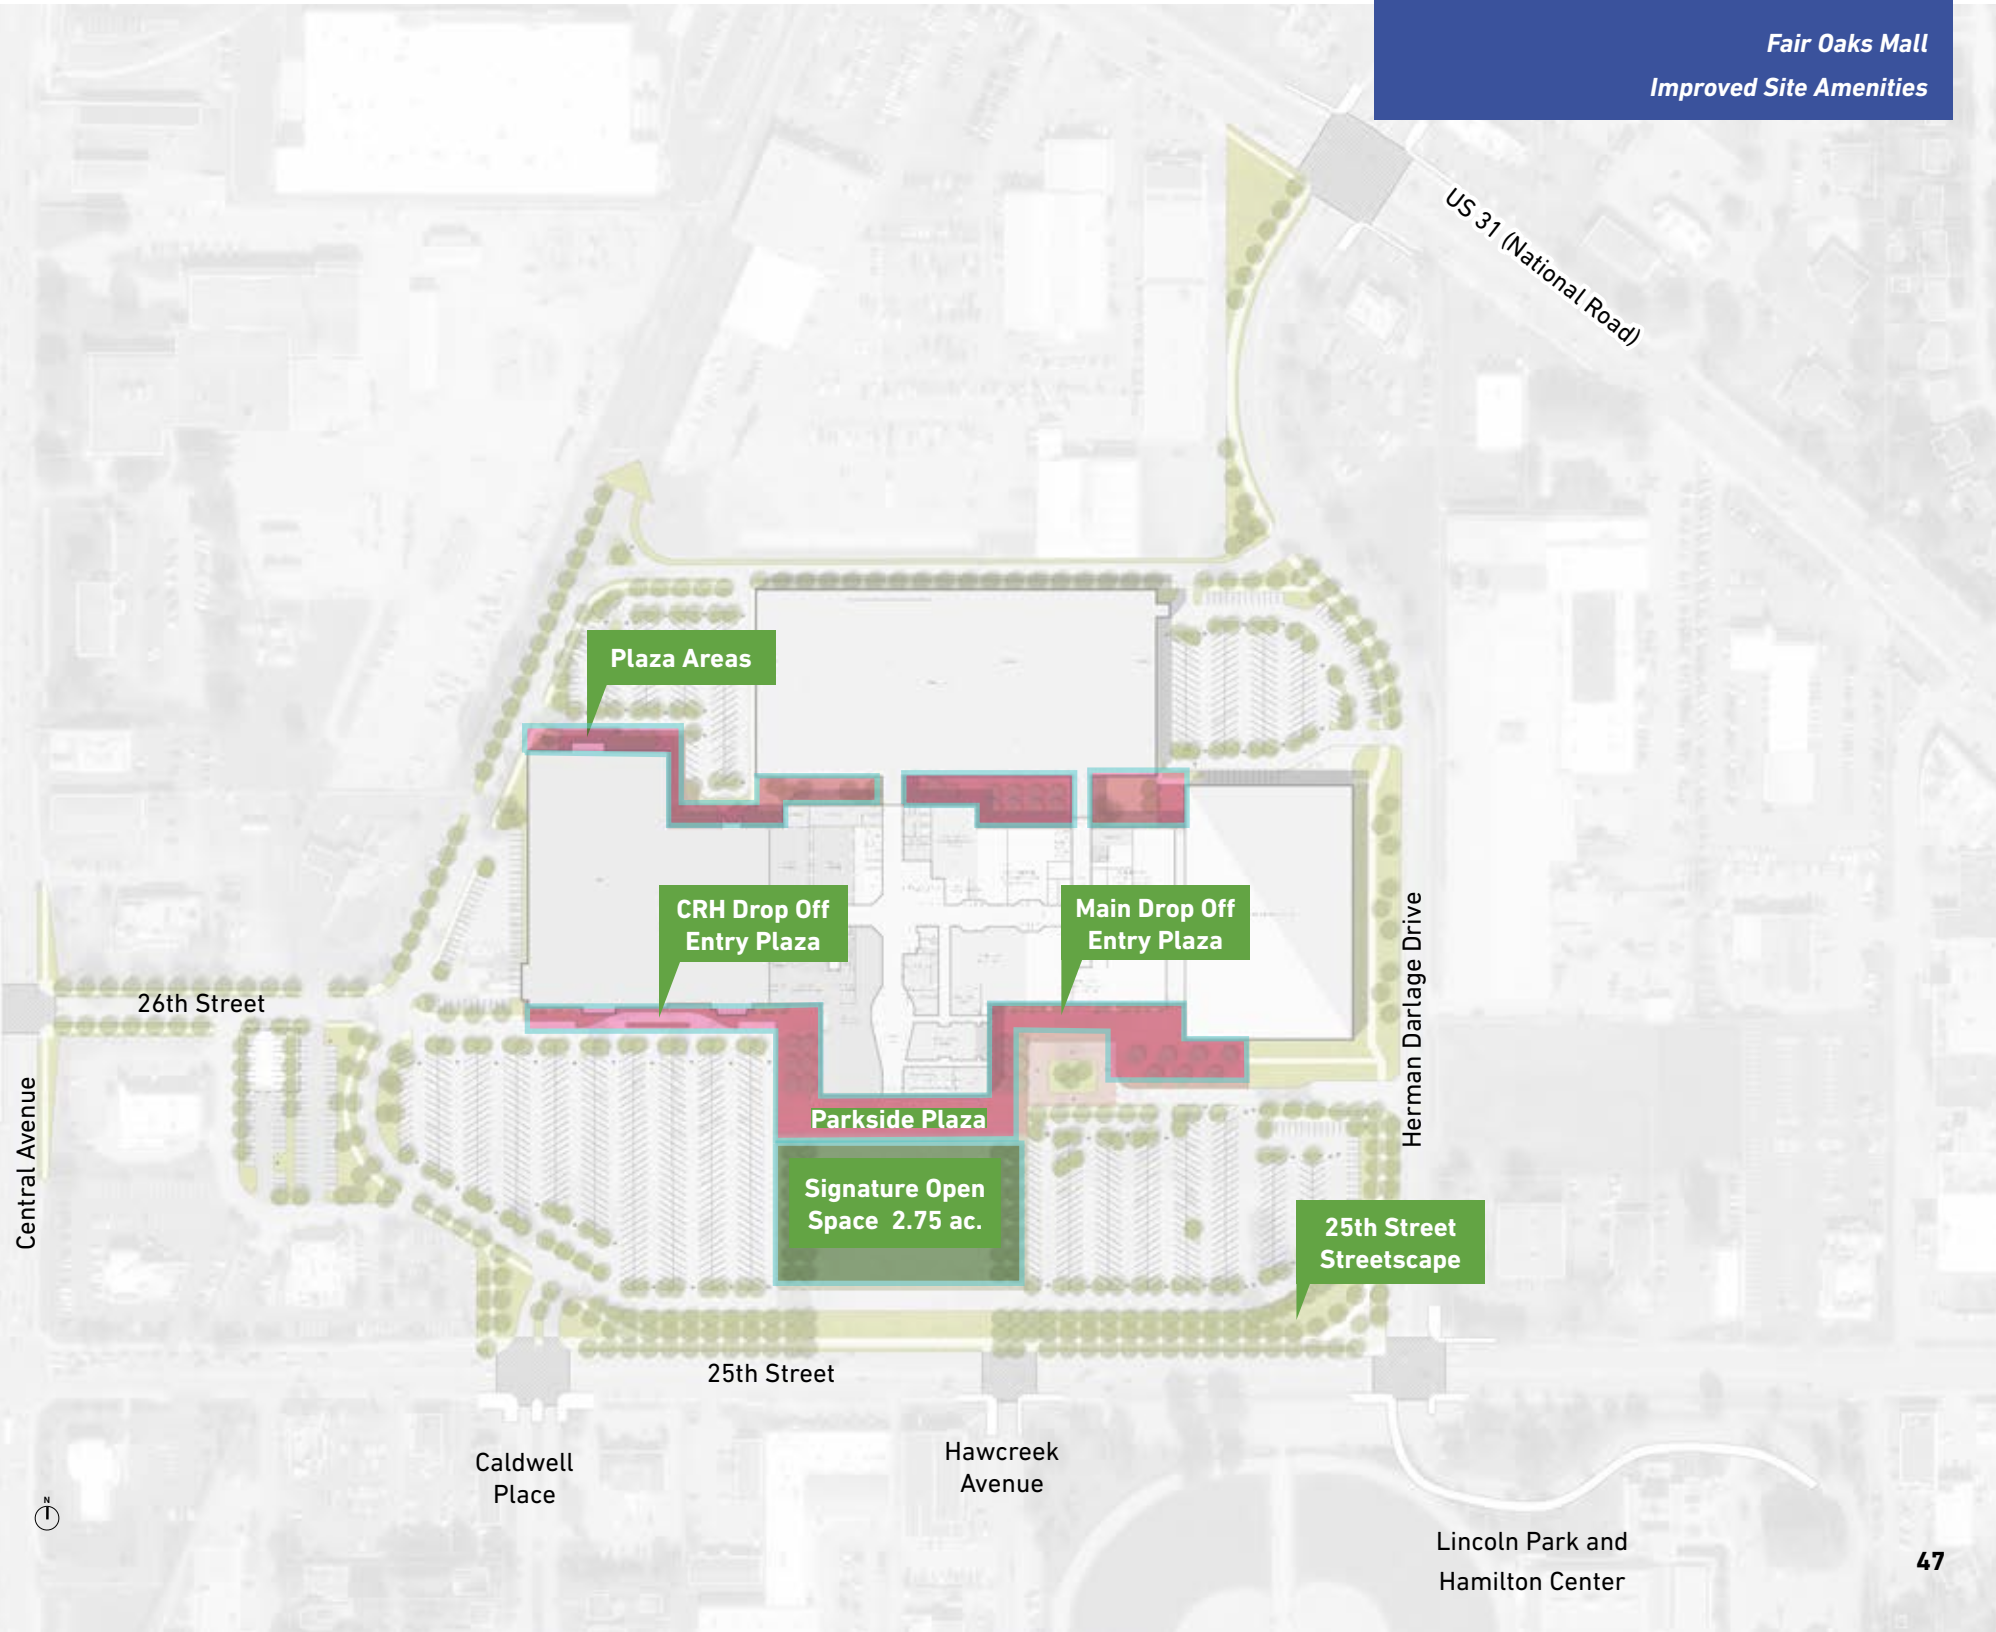 Fair Oaks Mall
Improved Site Amenities
US 31 (National Road)
Plaza Areas
CRH Drop Off
Entry Plaza
Main Drop Off
Entry Plaza
26th Street
Herman Darlage Drive
Central Avenue
Parkside Plaza
Signature Open
Space 2.75 ac.
25th Street
Streetscape
25th Street
Caldwell
Place
Hawcreek
Avenue
N
Lincoln Park and
Hamilton Center
47